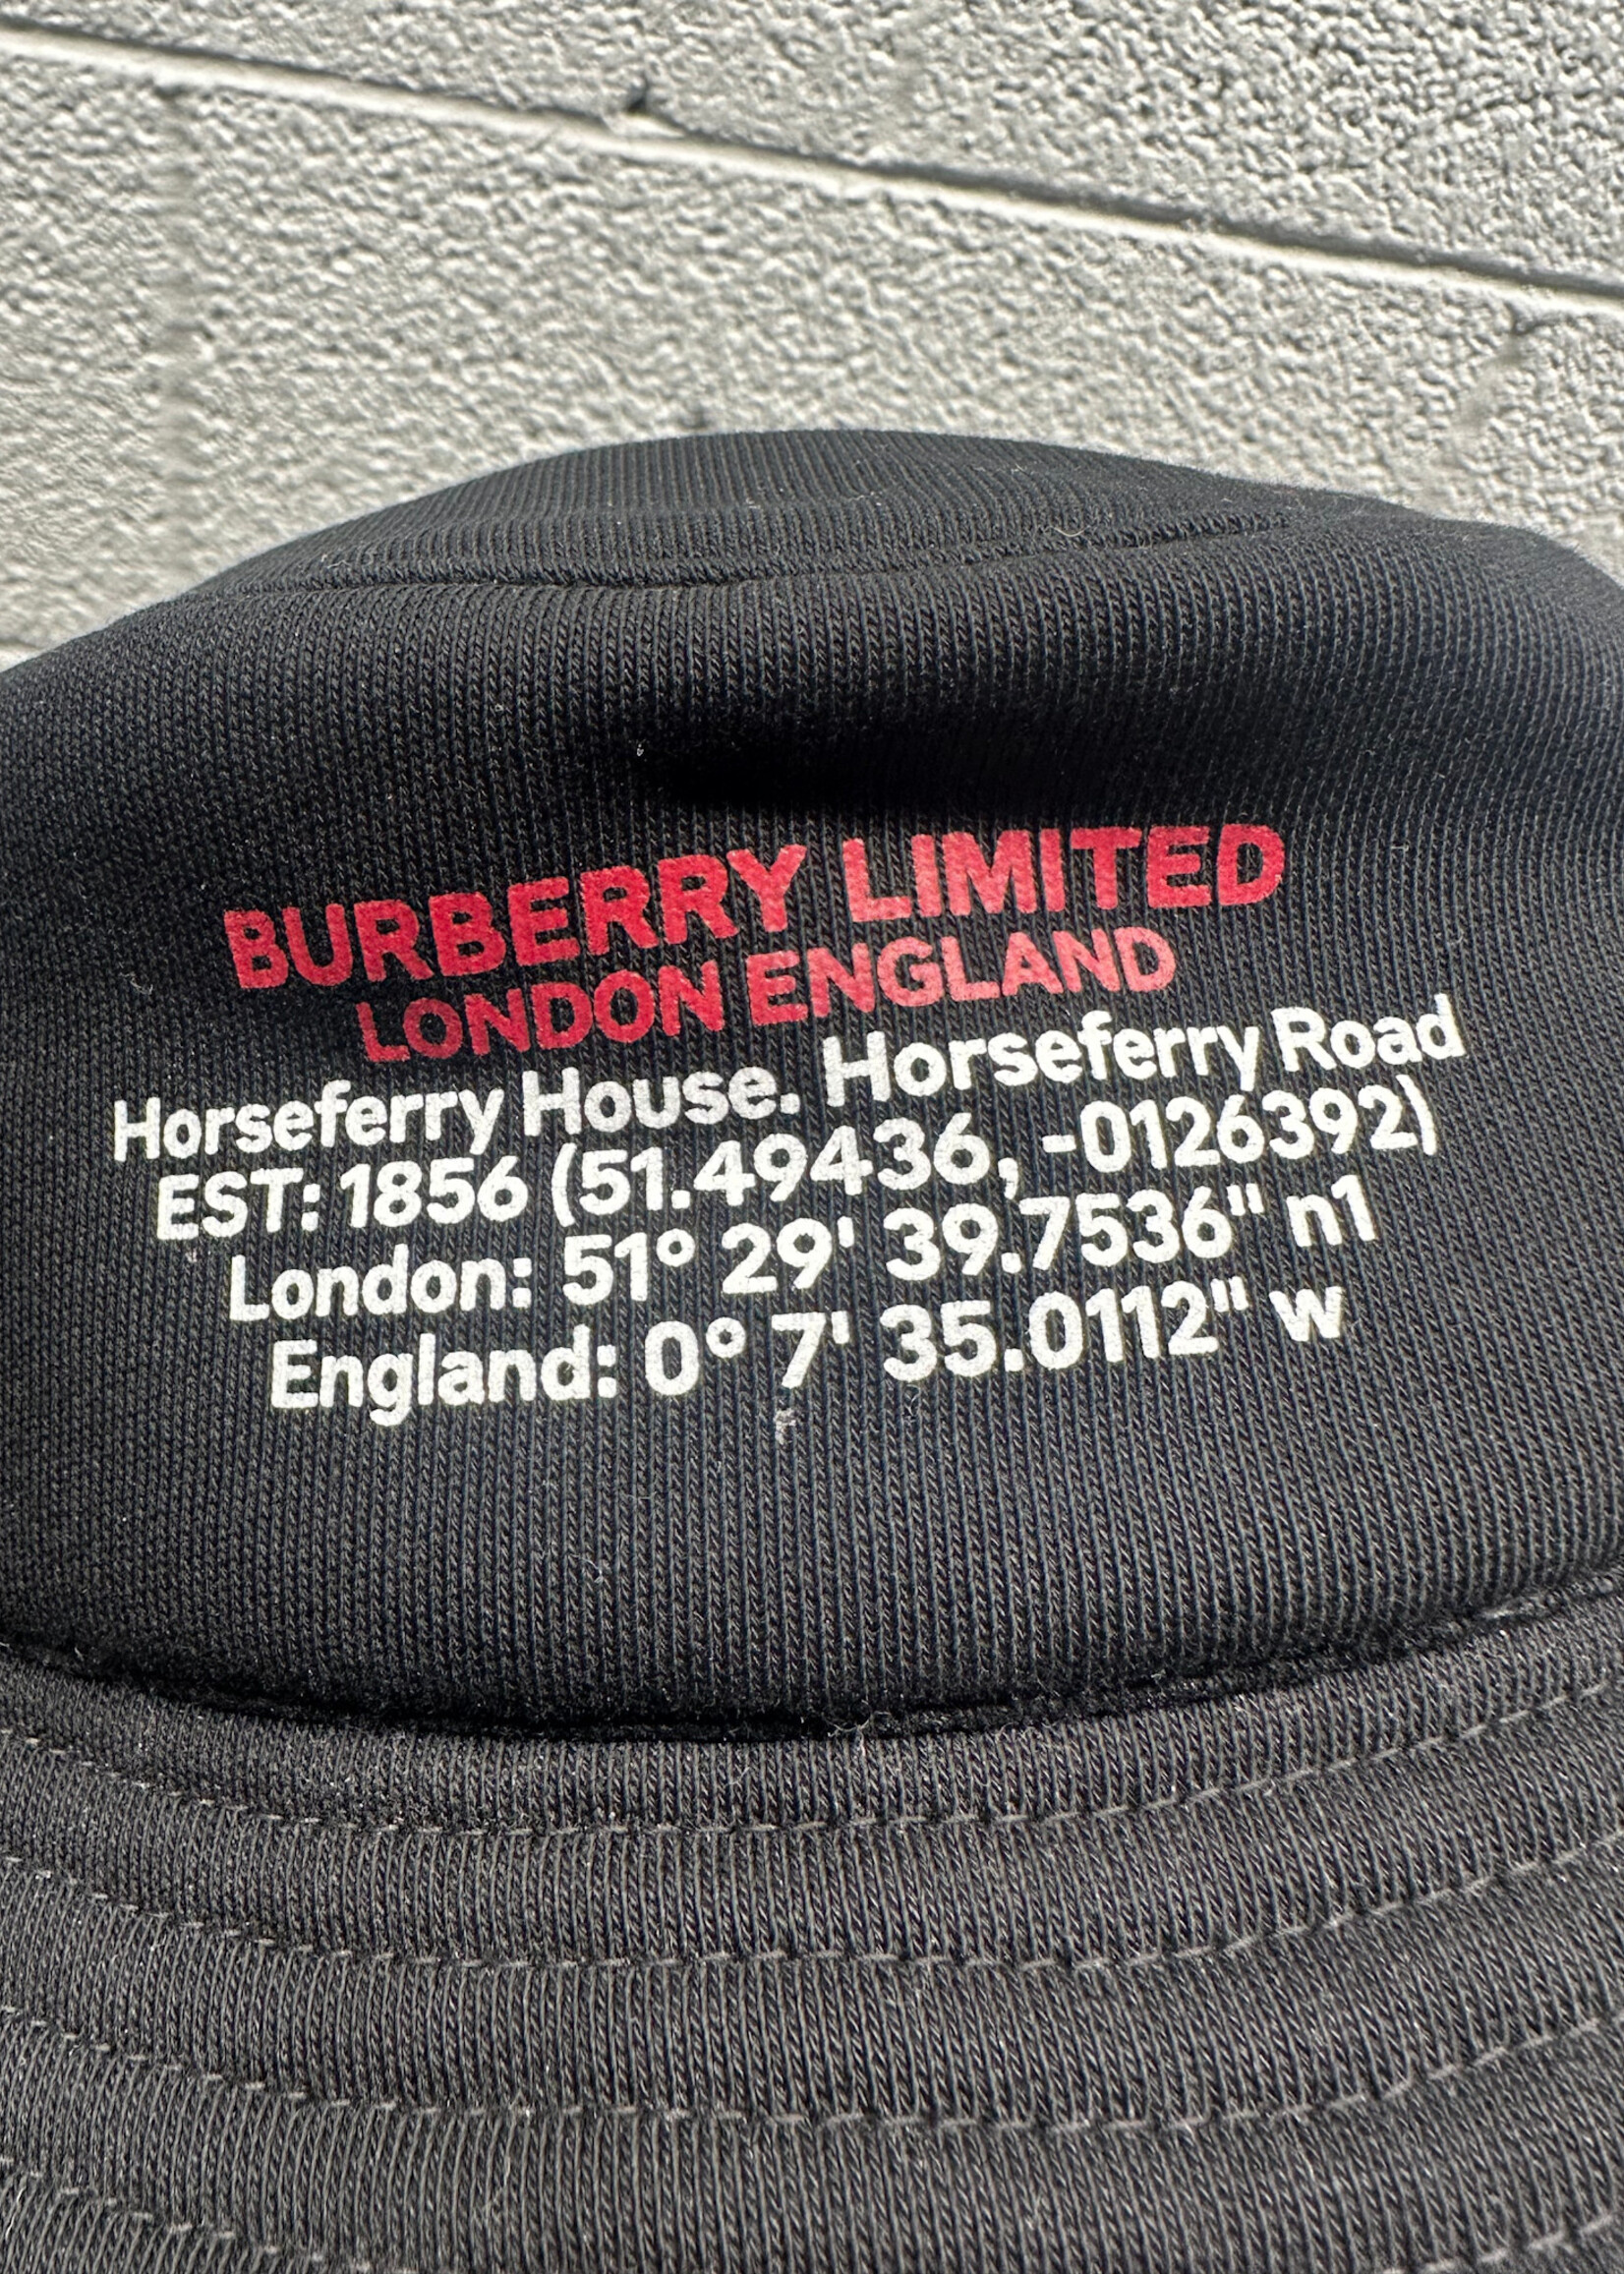 BURBERRY LIMITED
LONDON ENGLAND
Horseferry House. Horseferry Road
EST: 1856 (51.49436, -0126392)
London: 51° 29' 39.7536" n1
England: 0° 7' 35.0112" w